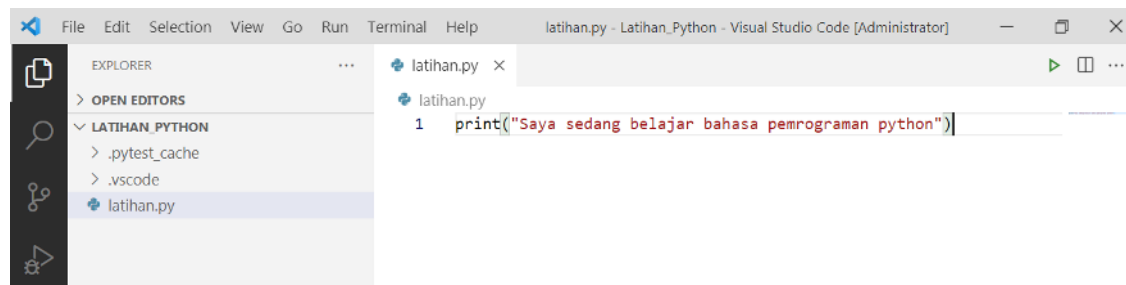 File Edit Selection View Go Run Terminal Help latihan.py - Latihan_Python - Visual Studio Code [Administrator]
EXPLORER ...
latihan.py
> OPEN EDITORS
latihan.py
LATIHAN_PYTHON
1 print("Saya sedang belajar bahasa pemrograman python")
> .pytest_cache
> .vscode
latihan.py